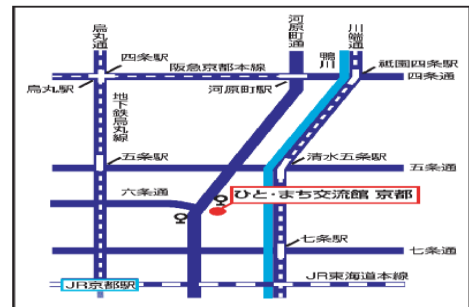 烏丸通
河原町通
川端通
鴨川
四条駅
阪急京都本線
祇園四条駅
四条通
烏丸駅
河原町駅
地下鉄烏丸線
五条駅
清水五条駅
五条通
六条通
ひと・まち交流館 京都
七条駅
七条通
JR京都駅
JR東海道本線